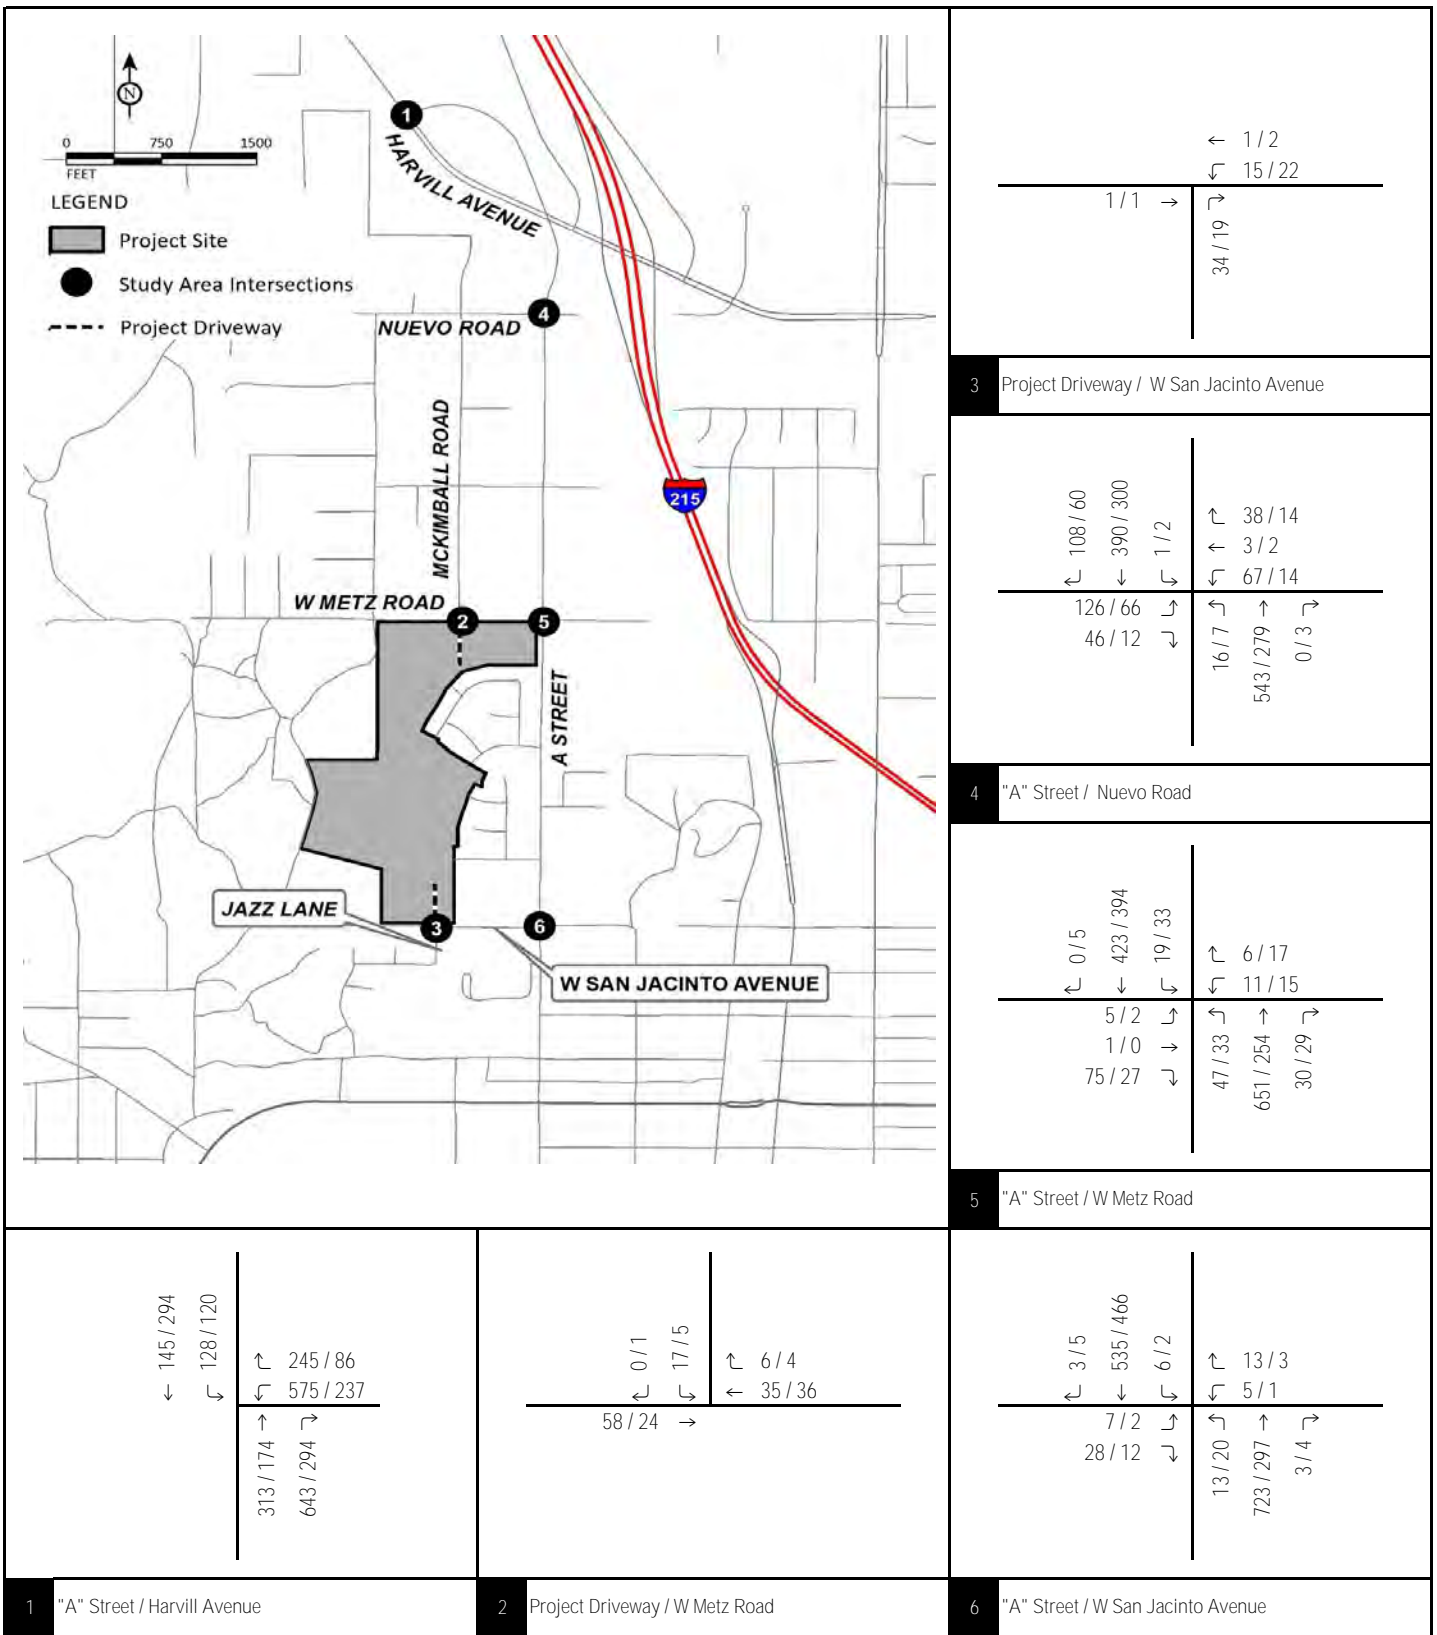 N
0 750 1500
FEET
LEGEND
Project Site
Study Area Intersections
Project Driveway
1
HARVILL AVENUE
NUEVO ROAD
4
MCKIMBALL ROAD
215
W METZ ROAD
2
5
A STREET
JAZZ LANE
3
6
W SAN JACINTO AVENUE
← 1 / 2
15 / 22
1 / 1 →
34 / 19
3 Project Driveway / W San Jacinto Avenue
108 / 60
390 / 300
1 / 2
38 / 14
← 3 / 2
67 / 14
126 / 66
46 / 12
16 / 7
543 / 279
0 / 3
4 "A" Street / Nuevo Road
0 / 5
423 / 394
19 / 33
6 / 17
11 / 15
5 / 2
1 / 0 →
75 / 27
47 / 33
651 / 254
30 / 29
5 "A" Street / W Metz Road
145 / 294
128 / 120
245 / 86
575 / 237
313 / 174
643 / 294
1 "A" Street / Harvill Avenue
0 / 1
17 / 5
6 / 4
← 35 / 36
58 / 24 →
2 Project Driveway / W Metz Road
3 / 5
535 / 466
6 / 2
13 / 3
5 / 1
7 / 2
28 / 12
13 / 20
723 / 297
3 / 4
6 "A" Street / W San Jacinto Avenue